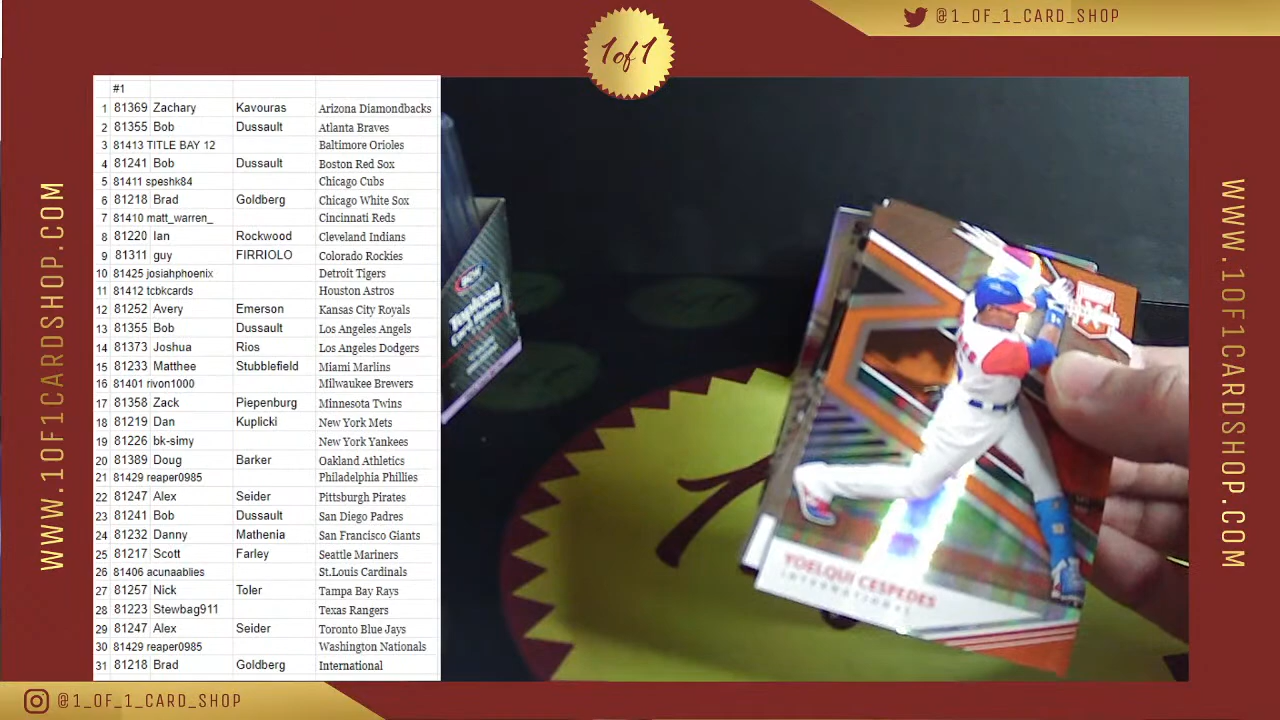 @1_OF_1_CARD_SHOP
1 of 1
#1
1 81369 Zachary Kavouras Arizona Diamondbacks
2 81355 Bob Dussault Atlanta Braves
3 81413 TITLE BAY 12 Baltimore Orioles
4 81241 Bob Dussault Boston Red Sox
5 81411 speshk84 Chicago Cubs
6 81218 Brad Goldberg Chicago White Sox
7 81410 matt_warren_ Cincinnati Reds
8 81220 Ian Rockwood Cleveland Indians
9 81311 guy FIRRIOLO Colorado Rockies
10 81425 josiahphoenix Detroit Tigers
11 81412 tcbkcards Houston Astros
12 81252 Avery Emerson Kansas City Royals
13 81355 Bob Dussault Los Angeles Angels
14 81373 Joshua Rios Los Angeles Dodgers
15 81233 Matthee Stubblefield Miami Marlins
16 81401 rivon1000 Milwaukee Brewers
17 81358 Zack Piepenburg Minnesota Twins
18 81219 Dan Kuplicki New York Mets
19 81226 bk-simy New York Yankees
20 81389 Doug Barker Oakland Athletics
21 81429 reaper0985 Philadelphia Phillies
22 81247 Alex Seider Pittsburgh Pirates
23 81241 Bob Dussault San Diego Padres
24 81232 Danny Mathenia San Francisco Giants
25 81217 Scott Farley Seattle Mariners
26 81406 acunaablies St.Louis Cardinals
27 81257 Nick Toler Tampa Bay Rays
28 81223 Stewbag911 Texas Rangers
29 81247 Alex Seider Toronto Blue Jays
30 81429 reaper0985 Washington Nationals
31 81218 Brad Goldberg International
WWW.1OF1CARDSHOP.COM
YOELQUI CESPEDES
INTERNATIONAL
WWW.1OF1CARDSHOP.COM
@1_OF_1_CARD_SHOP